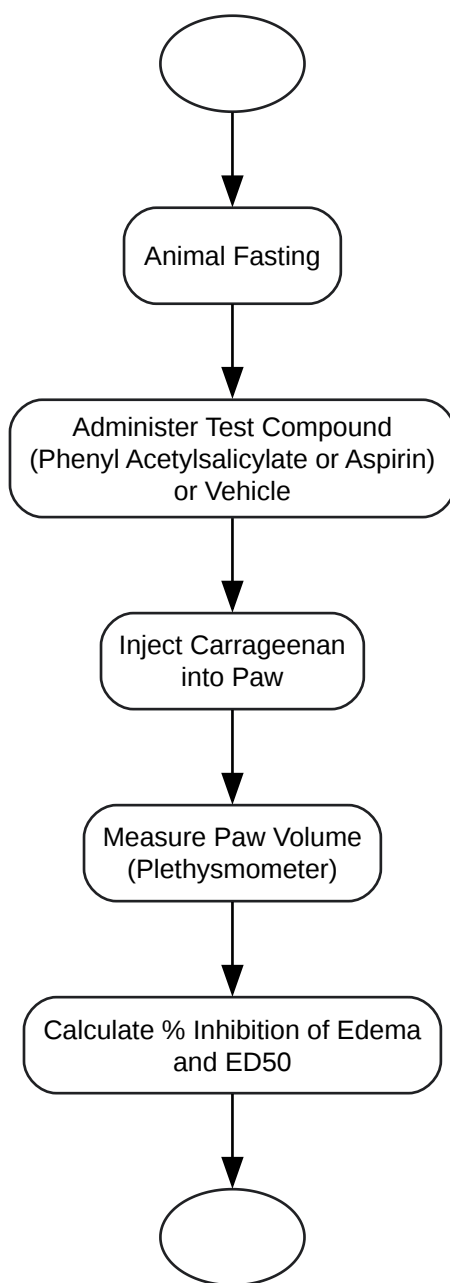 Animal Fasting
Administer Test Compound
(Phenyl Acetylsalicylate or Aspirin)
or Vehicle
Inject Carrageenan
into Paw
Measure Paw Volume
(Plethysmometer)
Calculate % Inhibition of Edema
and ED50